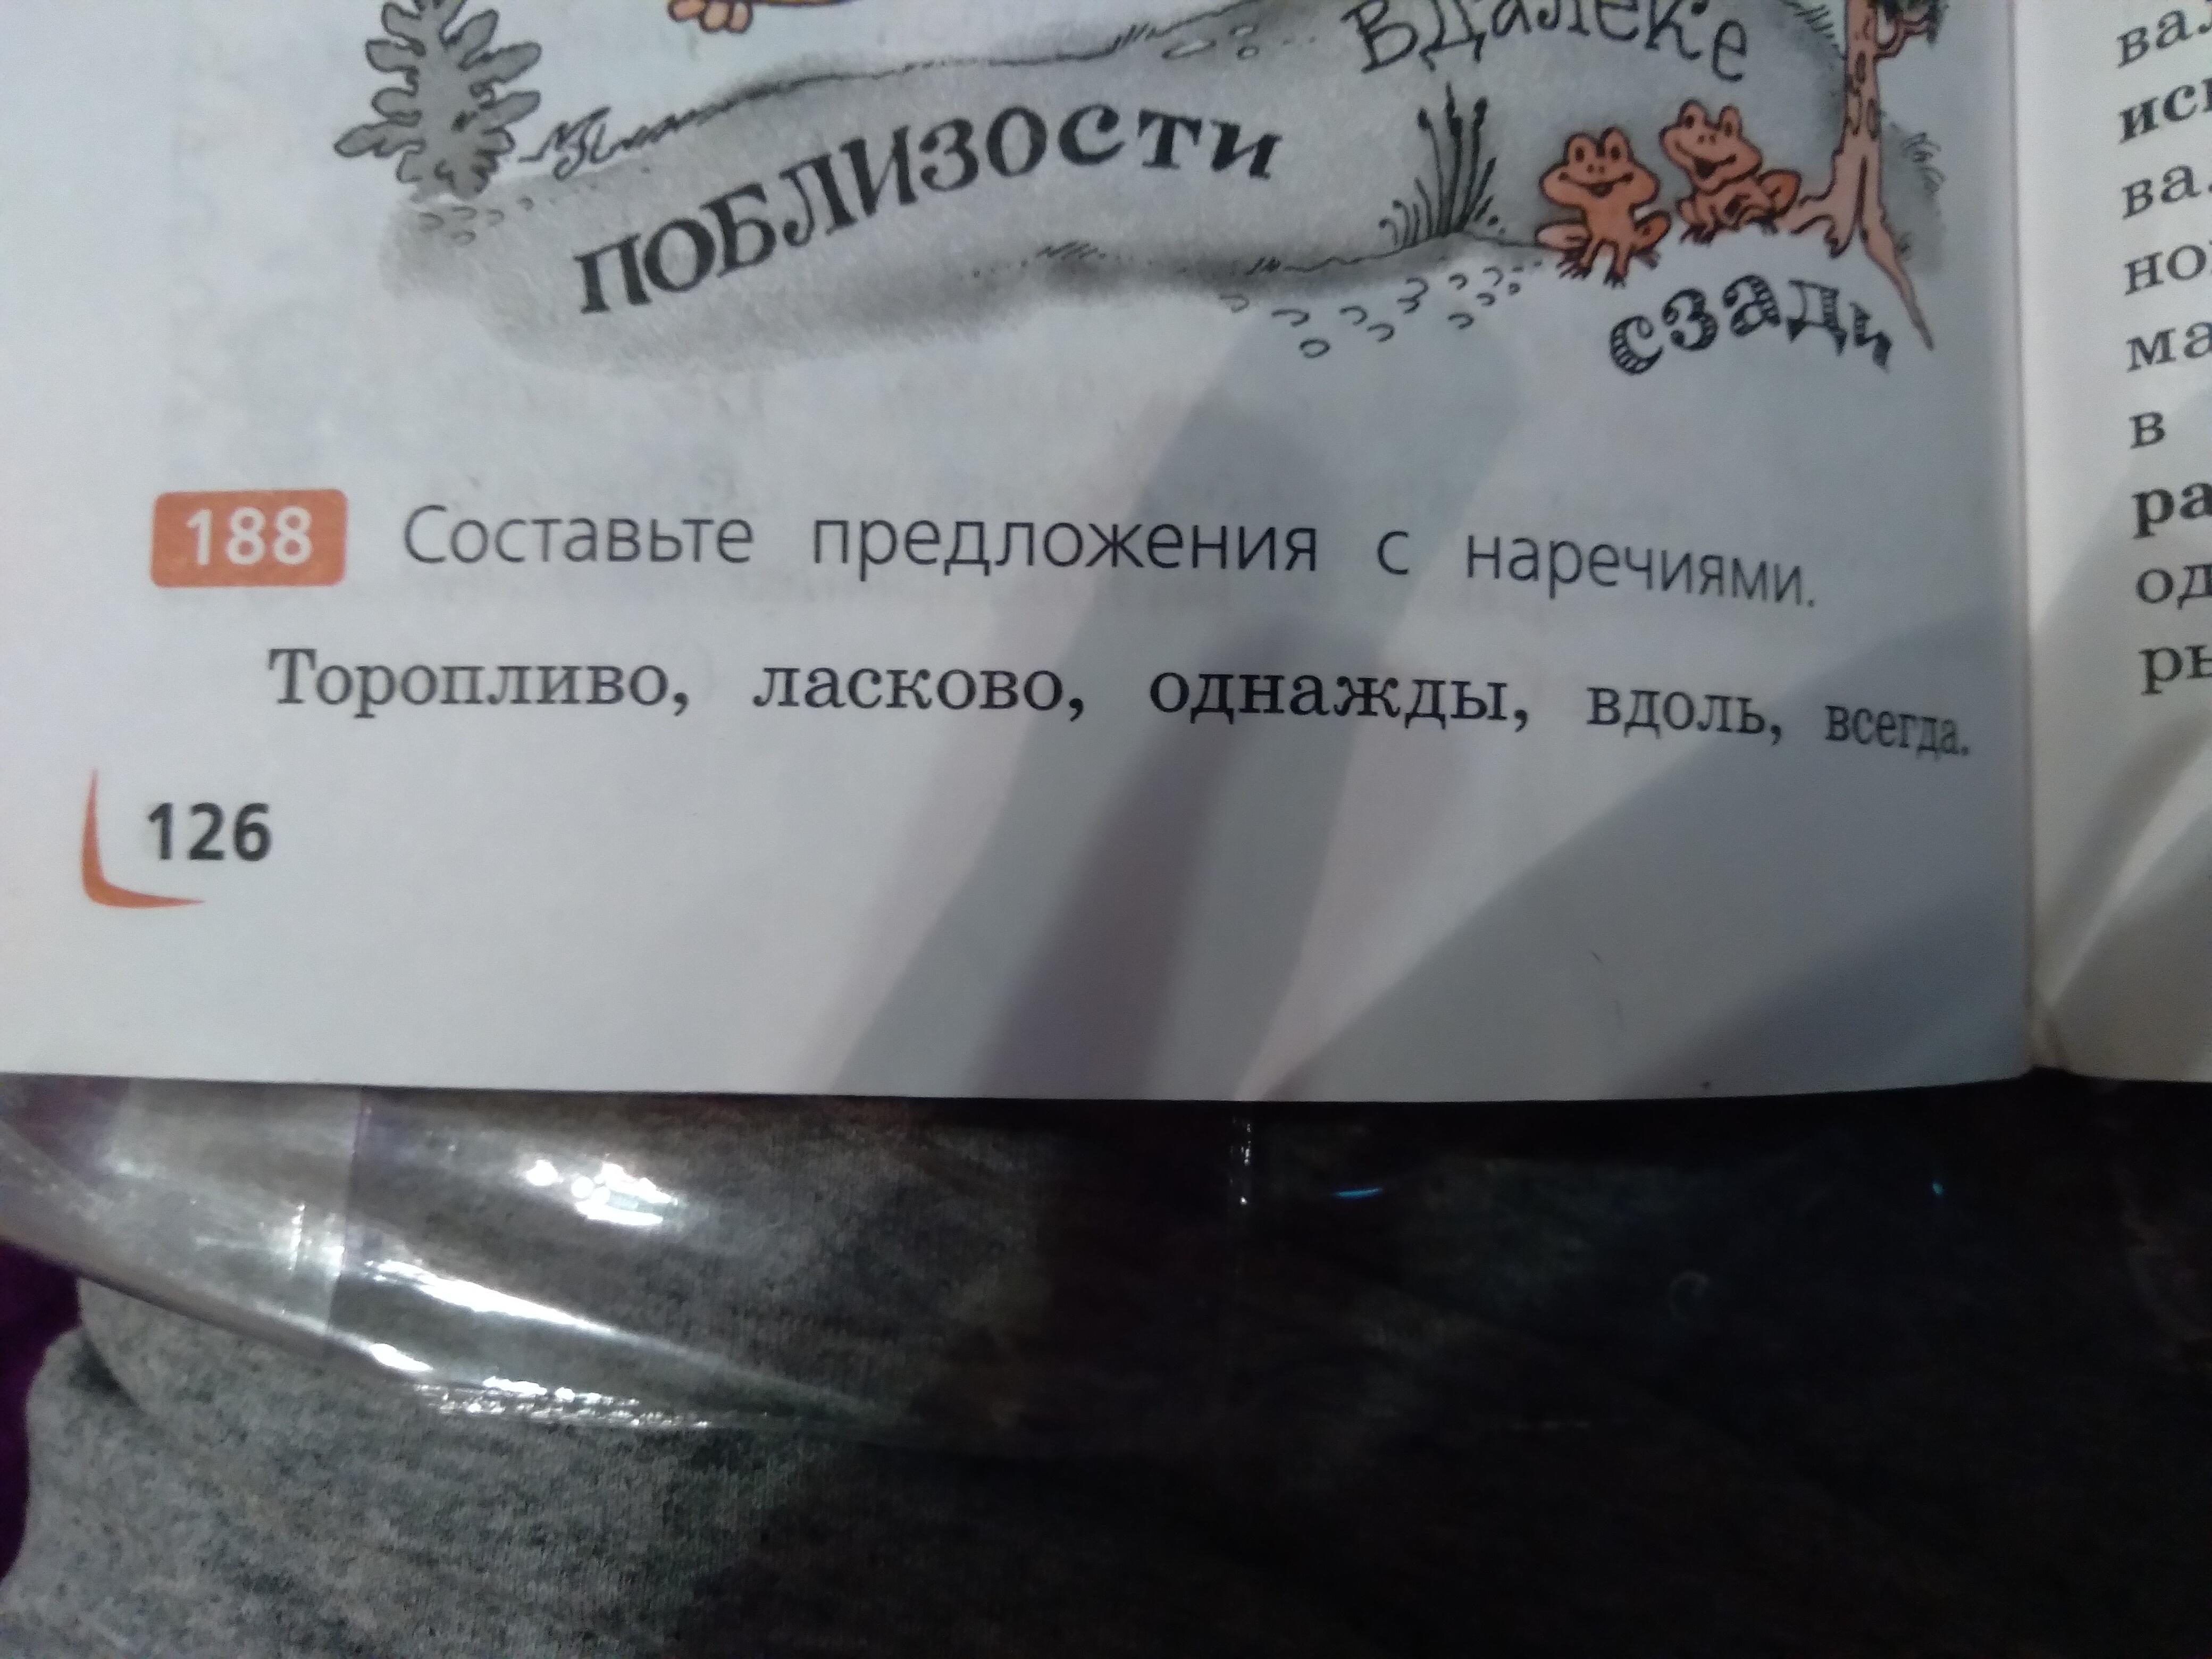 вдалеке
поблизости
сзади
188 Составьте предложения с наречиями.
Торопливо, ласково, однажды, вдоль, всегда.
126
в